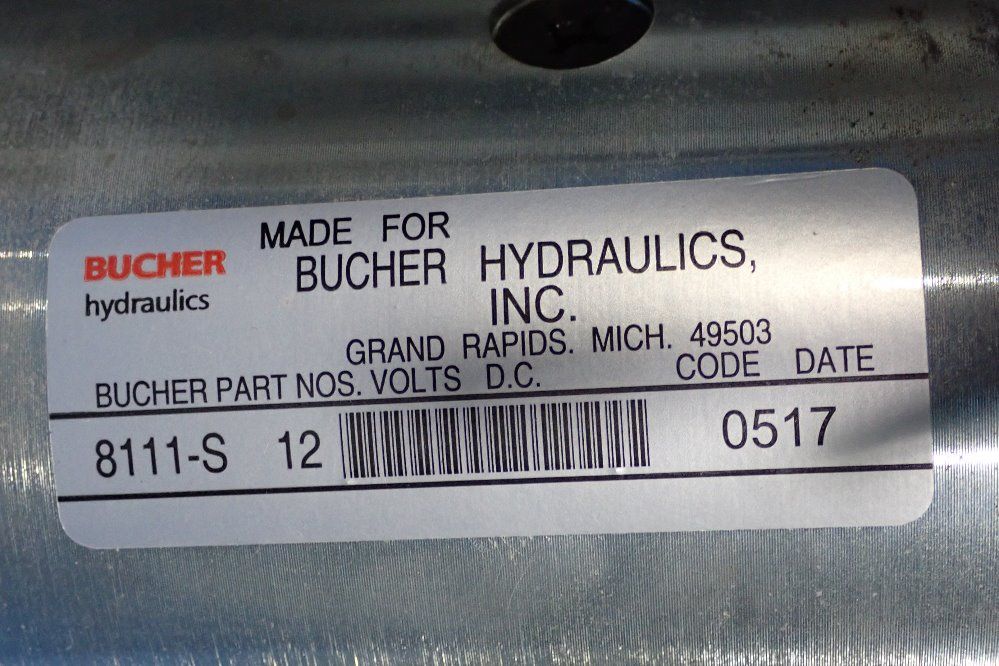 BUCHER
hydraulics
MADE FOR
BUCHER HYDRAULICS,
INC.
GRAND RAPIDS. MICH. 49503
BUCHER PART NOS. VOLTS D.C. CODE DATE
8111-S 12 0517